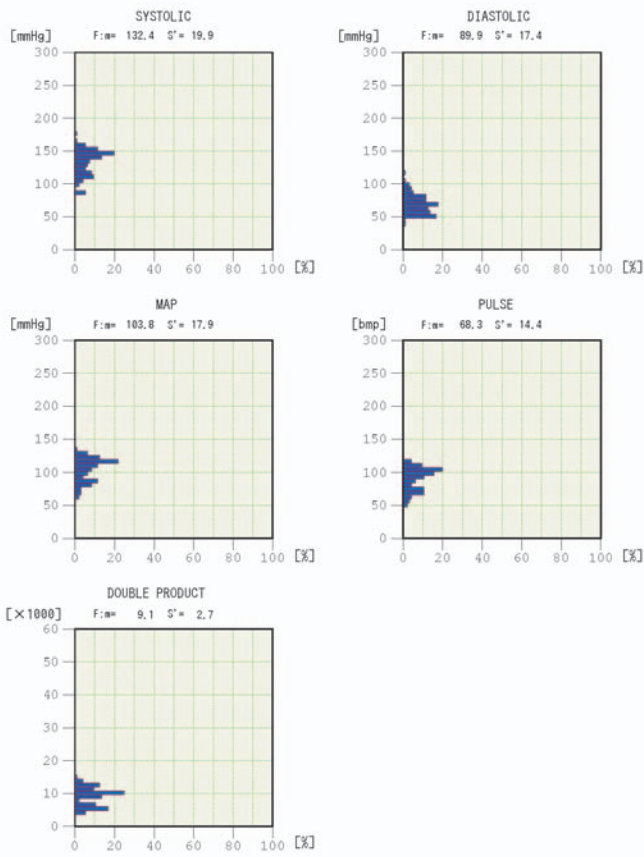 SYSTOLIC
[mmHg] F:m= 132.4 S'= 19.9
300
250
200
150
100
50
0
0 20 40 60 80 100 [%]
DIASTOLIC
[mmHg] F:m= 89.9 S'= 17.4
300
250
200
150
100
50
0
0 20 40 60 80 100 [%]
MAP
[mmHg] F:m= 103.8 S'= 17.9
300
250
200
150
100
50
0
0 20 40 60 80 100 [%]
PULSE
[bmp] F:m= 68.3 S'= 14.4
300
250
200
150
100
50
0
0 20 40 60 80 100 [%]
DOUBLE PRODUCT
[×1000] F:m= 9.1 S'= 2.7
60
50
40
30
20
10
0
0 20 40 60 80 100 [%]